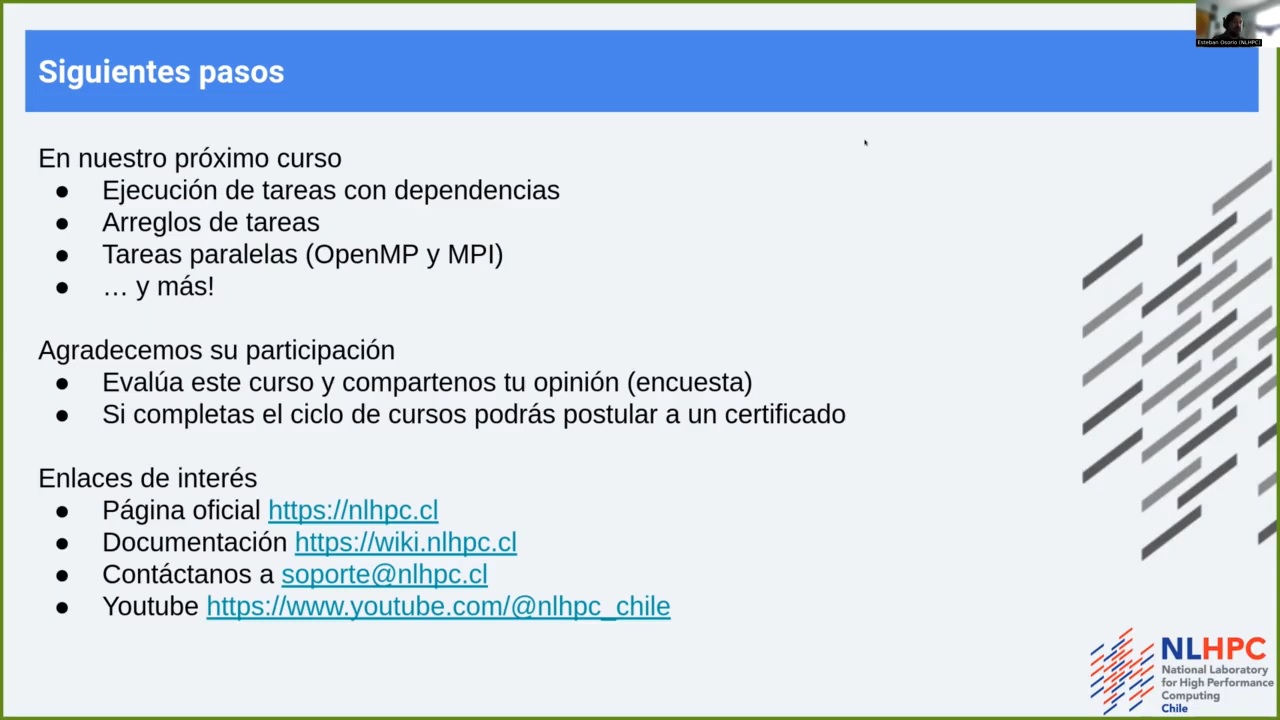 Esteban Osorio (NLHPC)
Siguientes pasos
En nuestro próximo curso
● Ejecución de tareas con dependencias
● Arreglos de tareas
● Tareas paralelas (OpenMP y MPI)
● … y más!
Agradecemos su participación
● Evalúa este curso y compartenos tu opinión (encuesta)
● Si completas el ciclo de cursos podrás postular a un certificado
Enlaces de interés
● Página oficial https://nlhpc.cl
● Documentación https://wiki.nlhpc.cl
● Contáctanos a soporte@nlhpc.cl
● Youtube https://www.youtube.com/@nlhpc_chile
NLHPC
National Laboratory
for High Performance
Computing
Chile